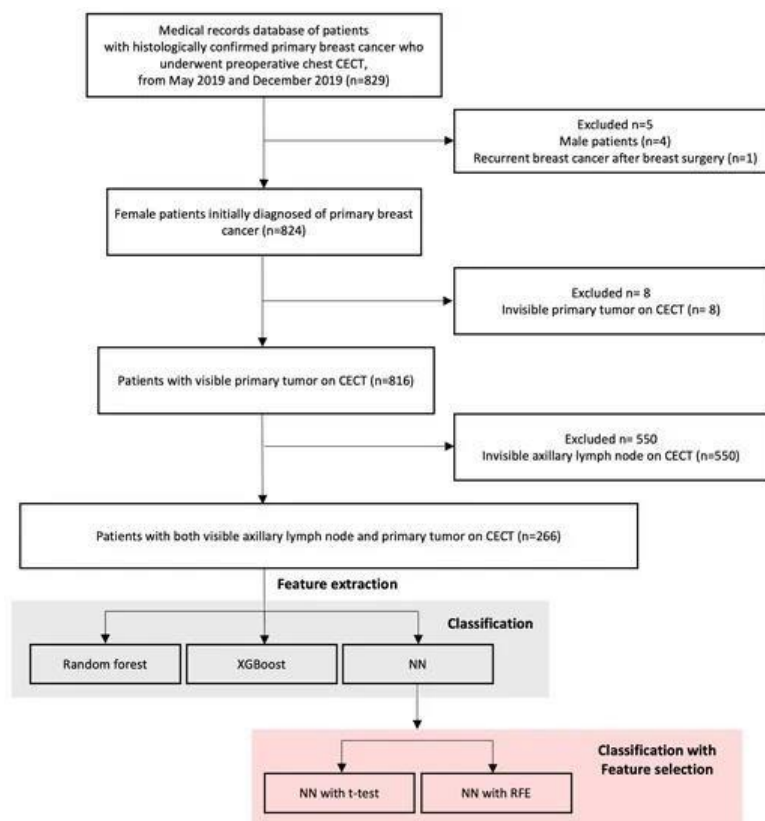 Medical records database of patients
with histologically confirmed primary breast cancer who
underwent preoperative chest CECT,
from May 2019 and December 2019 (n=829)
Excluded n=5
Male patients (n=4)
Recurrent breast cancer after breast surgery (n=1)
Female patients initially diagnosed of primary breast
cancer (n=824)
Excluded n= 8
Invisible primary tumor on CECT (n= 8)
Patients with visible primary tumor on CECT (n=816)
Excluded n= 550
Invisible axillary lymph node on CECT (n=550)
Patients with both visible axillary lymph node and primary tumor on CECT (n=266)
Feature extraction
Classification
Random forest
XGBoost
NN
Classification with
Feature selection
NN with t-test
NN with RFE